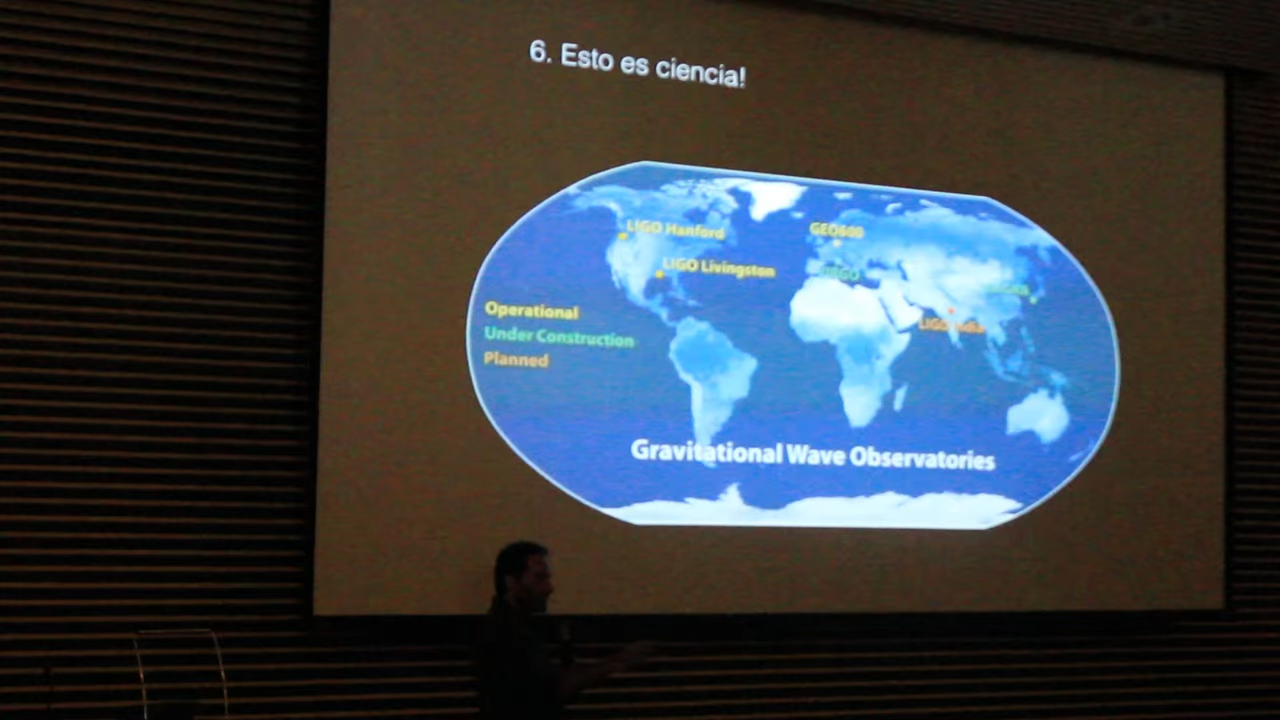 6. Esto es ciencia!
LIGO Hanford
GEO600
LIGO Livingston
VIRGO
LIGO India
Operational
Under Construction
Planned
Gravitational Wave Observatories